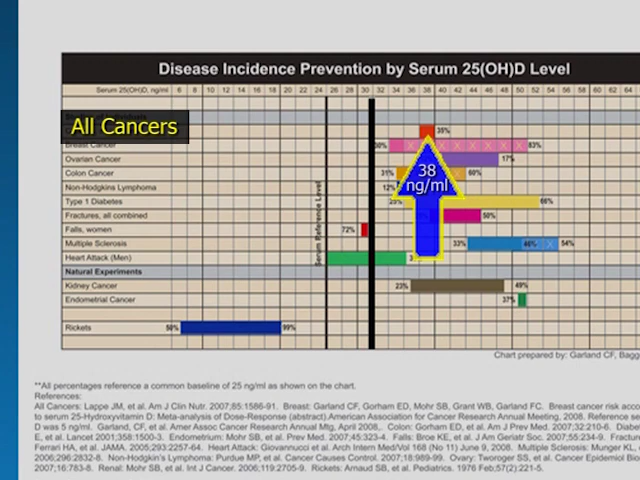 Disease Incidence Prevention by Serum 25(OH)D Level
Serum 25(OH)D, ng/ml 6 8 10 12 14 16 18 20 22 24 26 28 30 32 34 36 38 40 42 44 46 48 50 52 54 56 58 60 62 64
All Cancers 35%
Breast Cancer 30% 83%
Ovarian Cancer 17%
Colon Cancer 31% 60%
38
ng/ml
Non-Hodgkins Lymphoma 12%
Type 1 Diabetes 25% 66%
Fractures, all combined 50%
Falls, women 72%
Multiple Sclerosis 33% 46% 54%
Heart Attack (Men)
Serum Reference Level
Natural Experiments
Kidney Cancer 23% 49%
Endometrial Cancer 37%
Rickets 50% 99%
Chart prepared by: Garland CF, Bagg
**All percentages reference a common baseline of 25 ng/ml as shown on the chart.
References:
All Cancers: Lappe JM, et al. Am J Clin Nutr. 2007;85:1586-91. Breast: Garland CF, Gorham ED, Mohr SB, Grant WB, Garland FC. Breast cancer risk acco
to serum 25-Hydroxyvitamin D: Meta-analysis of Dose-Response (abstract).American Association for Cancer Research Annual Meeting, 2008. Reference se
D was 5 ng/ml. Garland, CF, et al. Amer Assoc Cancer Research Annual Mtg, April 2008,. Colon: Gorham ED, et al. Am J Prev Med. 2007;32:210-6. Diabet
E, et al. Lancet 2001;358:1500-3. Endometrium: Mohr SB, et al. Prev Med. 2007;45:323-4. Falls: Broe KE, et al. J Am Geriatr Soc. 2007;55:234-9. Fractur
Ferrari HA, et al. JAMA. 2005;293:2257-64. Heart Attack: Giovannucci et al. Arch Intern Med/Vol 168 (No 11) June 9, 2008. Multiple Sclerosis: Munger KL,
2006;296:2832-8. Non-Hodgkin's Lymphoma: Purdue MP, et al. Cancer Causes Control. 2007;18:989-99. Ovary: Tworoger SS, et al. Cancer Epidemiol Bio
2007;16:783-8. Renal: Mohr SB, et al. Int J Cancer. 2006;119:2705-9. Rickets: Arnaud SB, et al. Pediatrics. 1976 Feb;57(2):221-5.